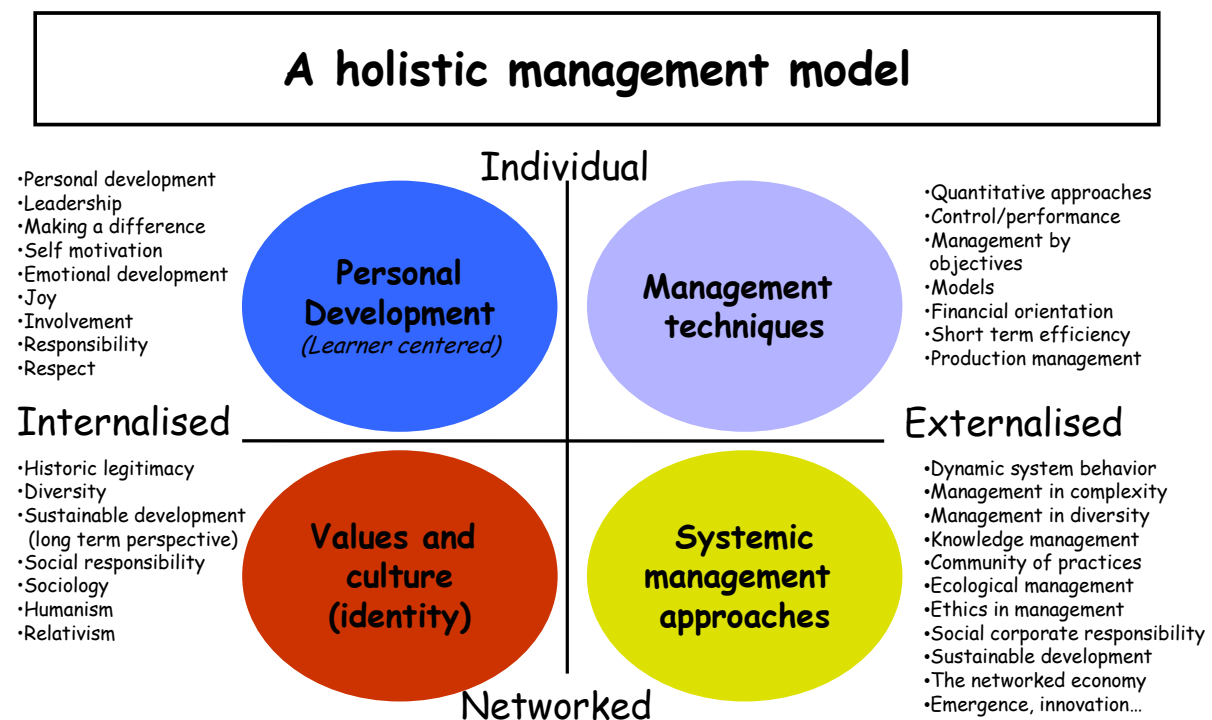 A holistic management model
Individual
•Personal development
•Leadership
•Making a difference
•Self motivation
•Emotional development
•Joy
•Involvement
•Responsibility
•Respect
Personal
Development
(Learner centered)
Management
techniques
•Quantitative approaches
•Control/performance
•Management by
objectives
•Models
•Financial orientation
•Short term efficiency
•Production management
Internalised
Externalised
•Historic legitimacy
•Diversity
•Sustainable development
(long term perspective)
•Social responsibility
•Sociology
•Humanism
•Relativism
Values and
culture
(identity)
Systemic
management
approaches
•Dynamic system behavior
•Management in complexity
•Management in diversity
•Knowledge management
•Community of practices
•Ecological management
•Ethics in management
•Social corporate responsibility
•Sustainable development
•The networked economy
•Emergence, innovation…
Networked